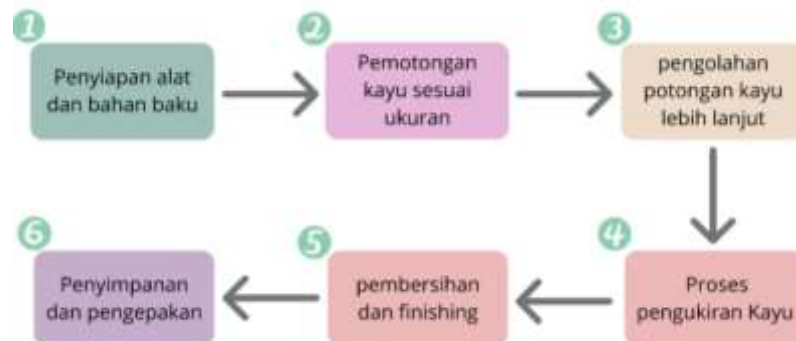 1
Penyiapan alat
dan bahan baku
2
Pemotongan
kayu sesuai
ukuran
3
pengolahan
potongan kayu
lebih lanjut
4
Proses
pengukiran Kayu
5
pembersihan
dan finishing
6
Penyimpanan
dan pengepakan